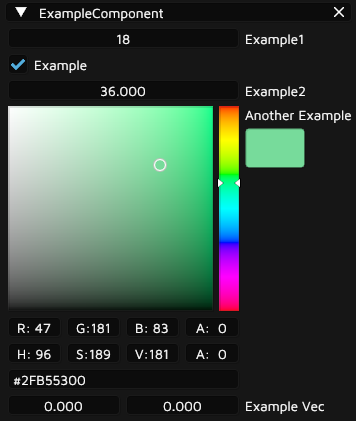 ExampleComponent
18 Example1
Example
36.000 Example2
Another Example
R: 47 G:181 B: 83 A: 0
H: 96 S:189 V:181 A: 0
#2FB55300
0.000 0.000 Example Vec